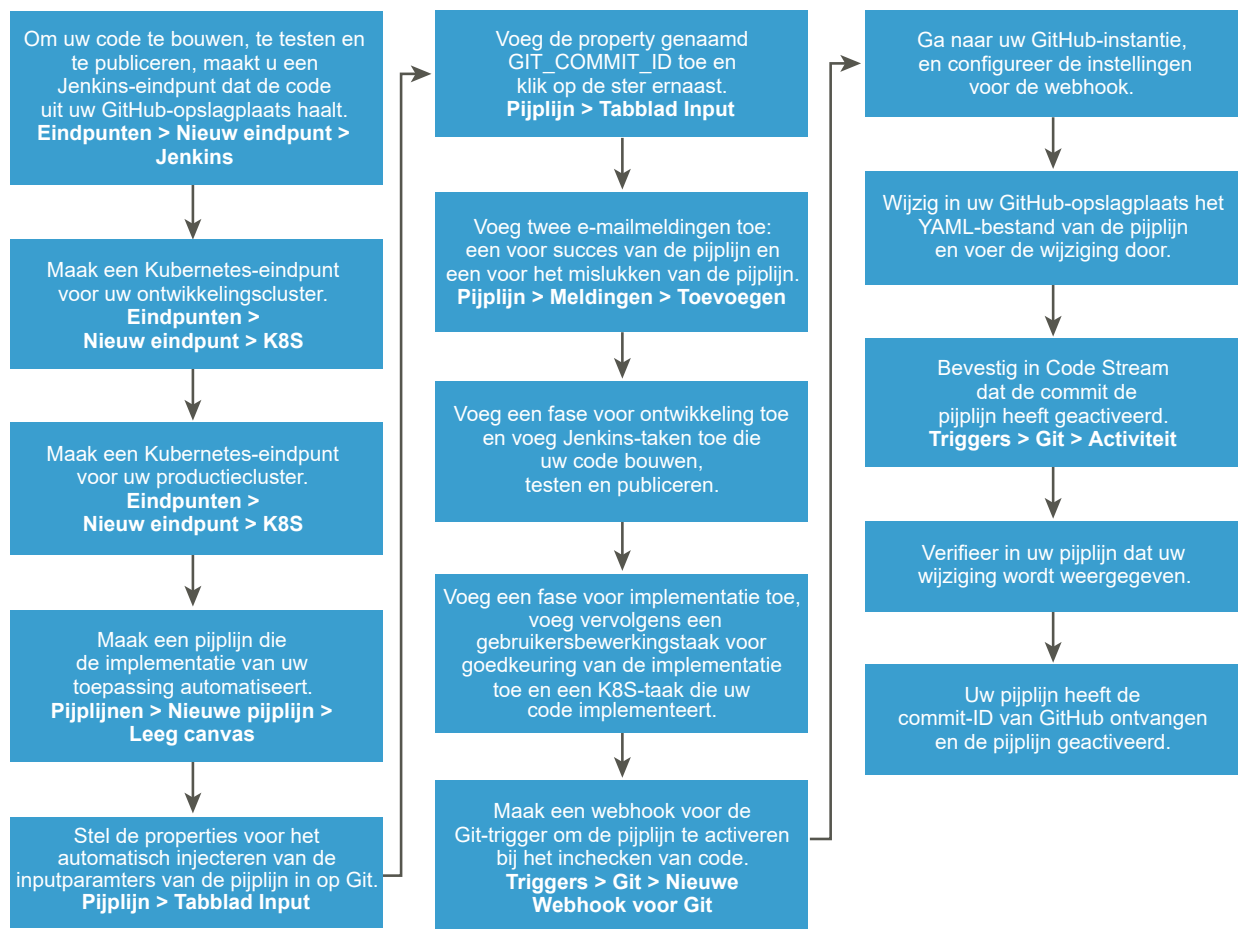 Om uw code te bouwen, te testen en
te publiceren, maakt u een
Jenkins-eindpunt dat de code
uit uw GitHub-opslagplaats haalt.
Eindpunten > Nieuw eindpunt >
Jenkins
Maak een Kubernetes-eindpunt
voor uw ontwikkelingscluster.
Eindpunten >
Nieuw eindpunt > K8S
Maak een Kubernetes-eindpunt
voor uw productiecluster.
Eindpunten >
Nieuw eindpunt > K8S
Maak een pijplijn die
de implementatie van uw
toepassing automatiseert.
Pijplijnen > Nieuwe pijplijn >
Leeg canvas
Stel de properties voor het
automatisch injecteren van de
inputparamters van de pijplijn in op Git.
Pijplijn > Tabblad Input
Voeg de property genaamd
GIT_COMMIT_ID toe en
klik op de ster ernaast.
Pijplijn > Tabblad Input
Voeg twee e-mailmeldingen toe:
een voor succes van de pijplijn en
een voor het mislukken van de pijplijn.
Pijplijn > Meldingen > Toevoegen
Voeg een fase voor ontwikkeling toe
en voeg Jenkins-taken toe die
uw code bouwen,
testen en publiceren.
Voeg een fase voor implementatie toe,
voeg vervolgens een
gebruikersbewerkingstaak voor
goedkeuring van de implementatie
toe en een K8S-taak die uw
code implementeert.
Maak een webhook voor de
Git-trigger om de pijplijn te activeren
bij het inchecken van code.
Triggers > Git > Nieuwe
Webhook voor Git
Ga naar uw GitHub-instantie,
en configureer de instellingen
voor de webhook.
Wijzig in uw GitHub-opslagplaats het
YAML-bestand van de pijplijn
en voer de wijziging door.
Bevestig in Code Stream
dat de commit de
pijplijn heeft geactiveerd.
Triggers > Git > Activiteit
Verifieer in uw pijplijn dat uw
wijziging wordt weergegeven.
Uw pijplijn heeft de
commit-ID van GitHub ontvangen
en de pijplijn geactiveerd.